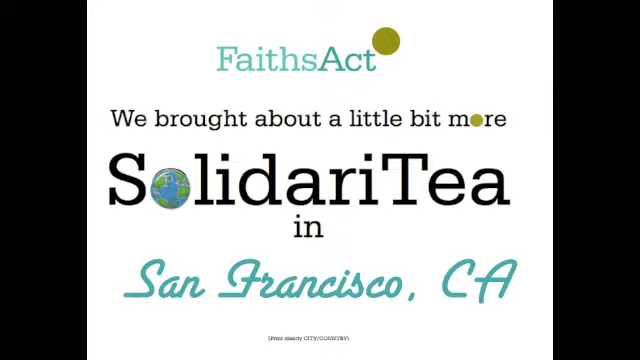 FaithsAct
We brought about a little bit more
SolidariTea
in
San Francisco, CA
(Print clearly CITY/COUNTRY)